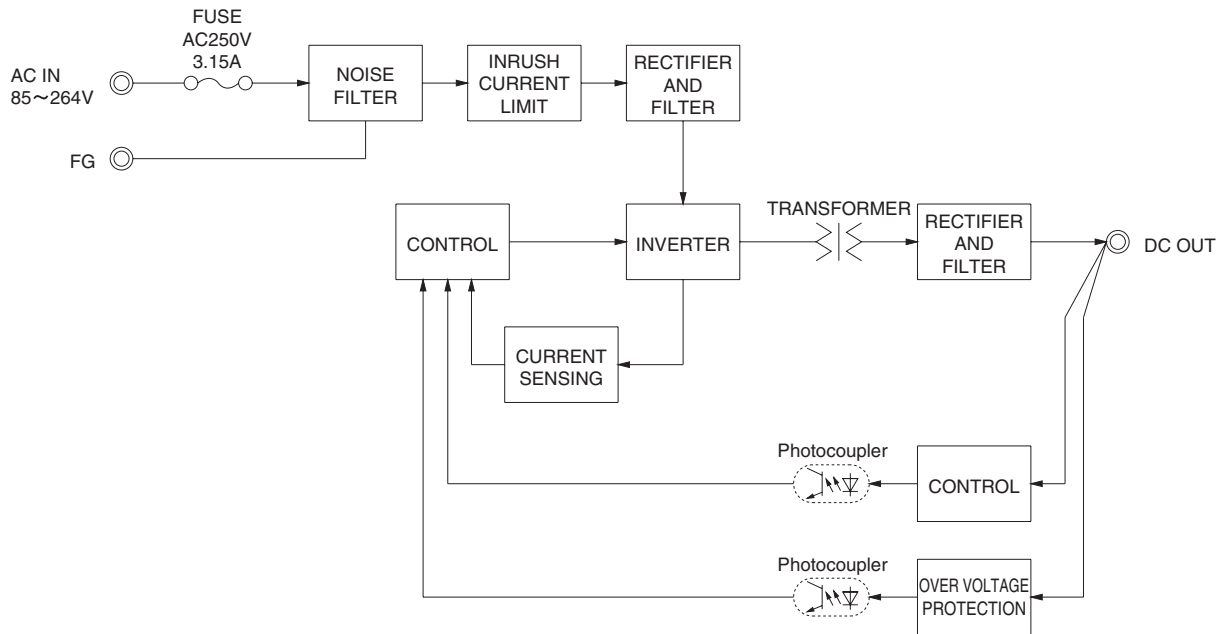 FUSE
AC250V
3.15A
AC IN
85～264V
FG
NOISE
FILTER
INRUSH
CURRENT
LIMIT
RECTIFIER
AND
FILTER
CONTROL
INVERTER
TRANSFORMER
RECTIFIER
AND
FILTER
DC OUT
CURRENT
SENSING
Photocoupler
CONTROL
Photocoupler
OVER VOLTAGE
PROTECTION